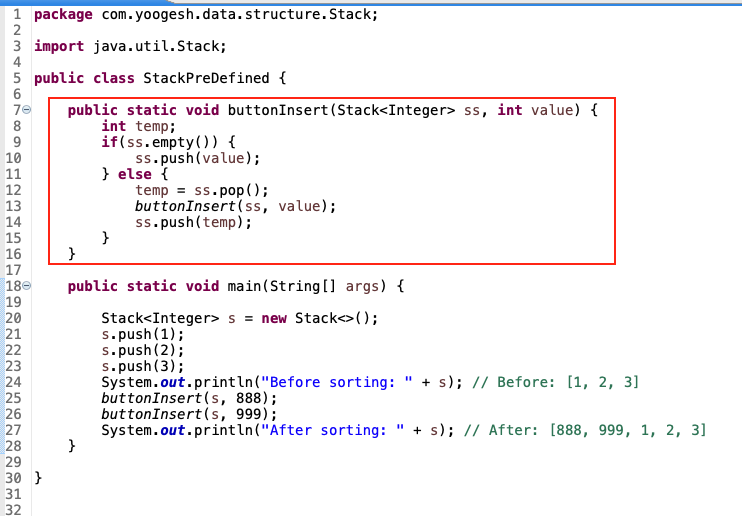 1 package com.yoogesh.data.structure.Stack;
2
3 import java.util.Stack;
4
5 public class StackPreDefined {
6
7 public static void buttonInsert(Stack<Integer> ss, int value) {
8 int temp;
9 if(ss.empty()) {
10 ss.push(value);
11 } else {
12 temp = ss.pop();
13 buttonInsert(ss, value);
14 ss.push(temp);
15 }
16 }
17
18 public static void main(String[] args) {
19
20 Stack<Integer> s = new Stack<>();
21 s.push(1);
22 s.push(2);
23 s.push(3);
24 System.out.println("Before sorting: " + s); // Before: [1, 2, 3]
25 buttonInsert(s, 888);
26 buttonInsert(s, 999);
27 System.out.println("After sorting: " + s); // After: [888, 999, 1, 2, 3]
28 }
29
30 }
31
32